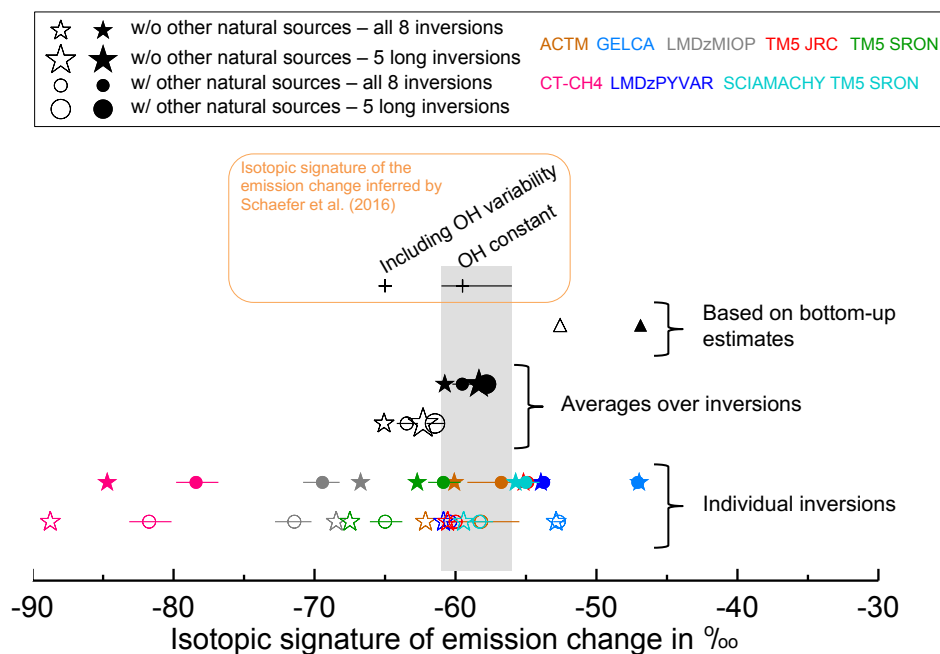 w/o other natural sources – all 8 inversions
w/o other natural sources – 5 long inversions
w/ other natural sources – all 8 inversions
w/ other natural sources – 5 long inversions
ACTM GELCA LMDzMIOP TM5 JRC TM5 SRON
CT-CH4 LMDzPYVAR SCIAMACHY TM5 SRON
Isotopic signature of the
emission change inferred by
Schaefer et al. (2016)
Including OH variability
OH constant
Based on bottom-up
estimates
Averages over inversions
Individual inversions
-90 -80 -70 -60 -50 -40 -30
Isotopic signature of emission change in ‰